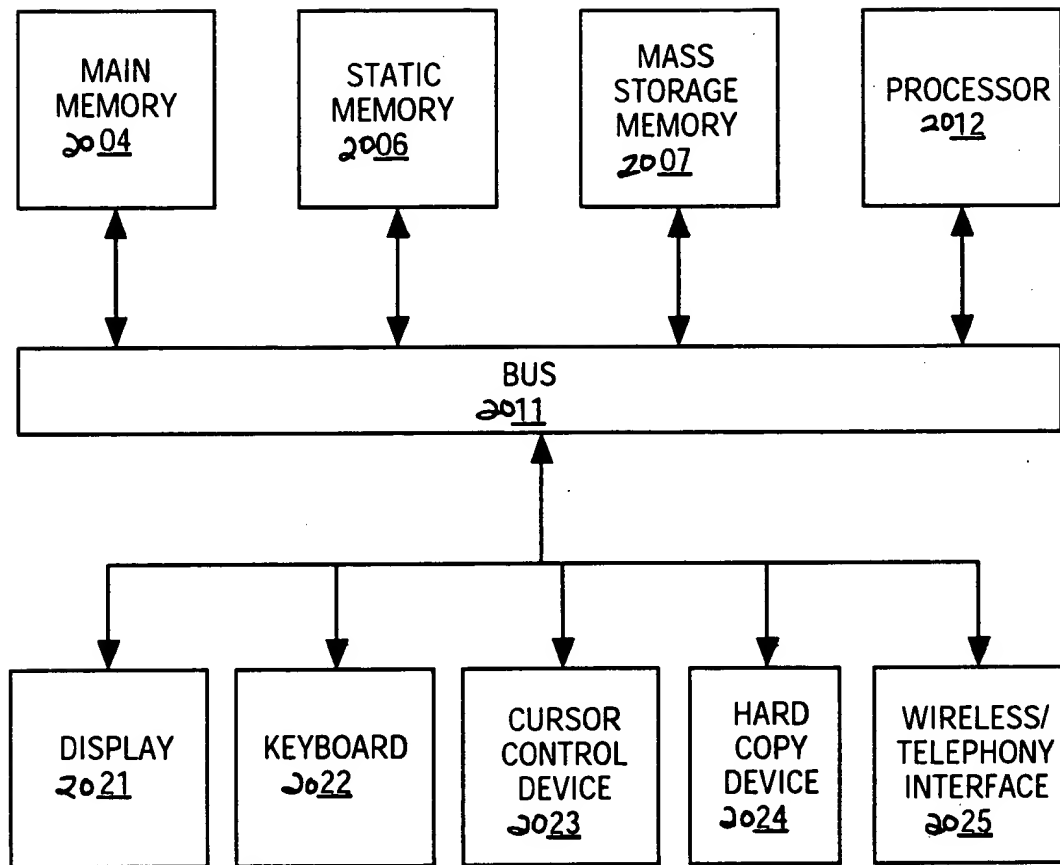 MAIN
MEMORY
2004
STATIC
MEMORY
2006
MASS
STORAGE
MEMORY
2007
PROCESSOR
2012
BUS
2011
DISPLAY
2021
KEYBOARD
2022
CURSOR
CONTROL
DEVICE
2023
HARD
COPY
DEVICE
2024
WIRELESS/
TELEPHONY
INTERFACE
2025